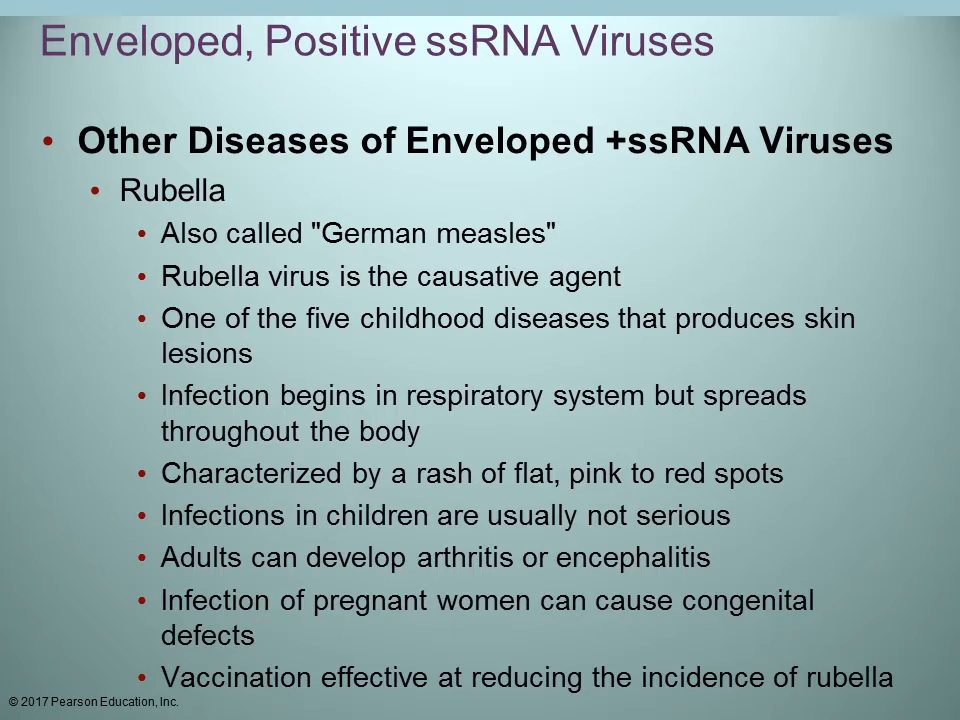 Enveloped, Positive ssRNA Viruses
• Other Diseases of Enveloped +ssRNA Viruses
• Rubella
• Also called "German measles"
• Rubella virus is the causative agent
• One of the five childhood diseases that produces skin
lesions
• Infection begins in respiratory system but spreads
throughout the body
• Characterized by a rash of flat, pink to red spots
• Infections in children are usually not serious
• Adults can develop arthritis or encephalitis
• Infection of pregnant women can cause congenital
defects
• Vaccination effective at reducing the incidence of rubella
© 2017 Pearson Education, Inc.